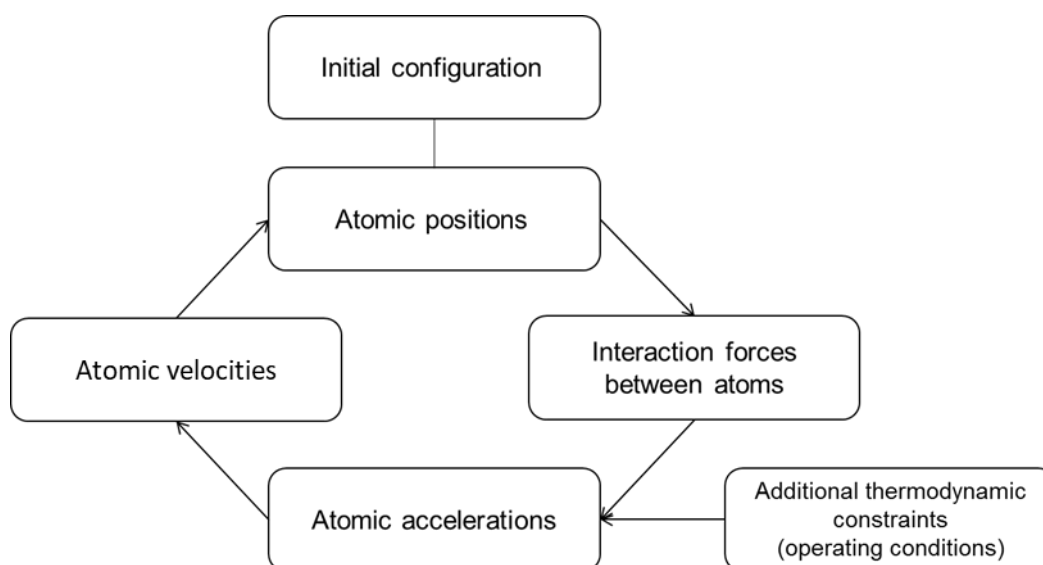 Initial configuration
Atomic positions
Atomic velocities
Interaction forces
between atoms
Atomic accelerations
Additional thermodynamic
constraints
(operating conditions)